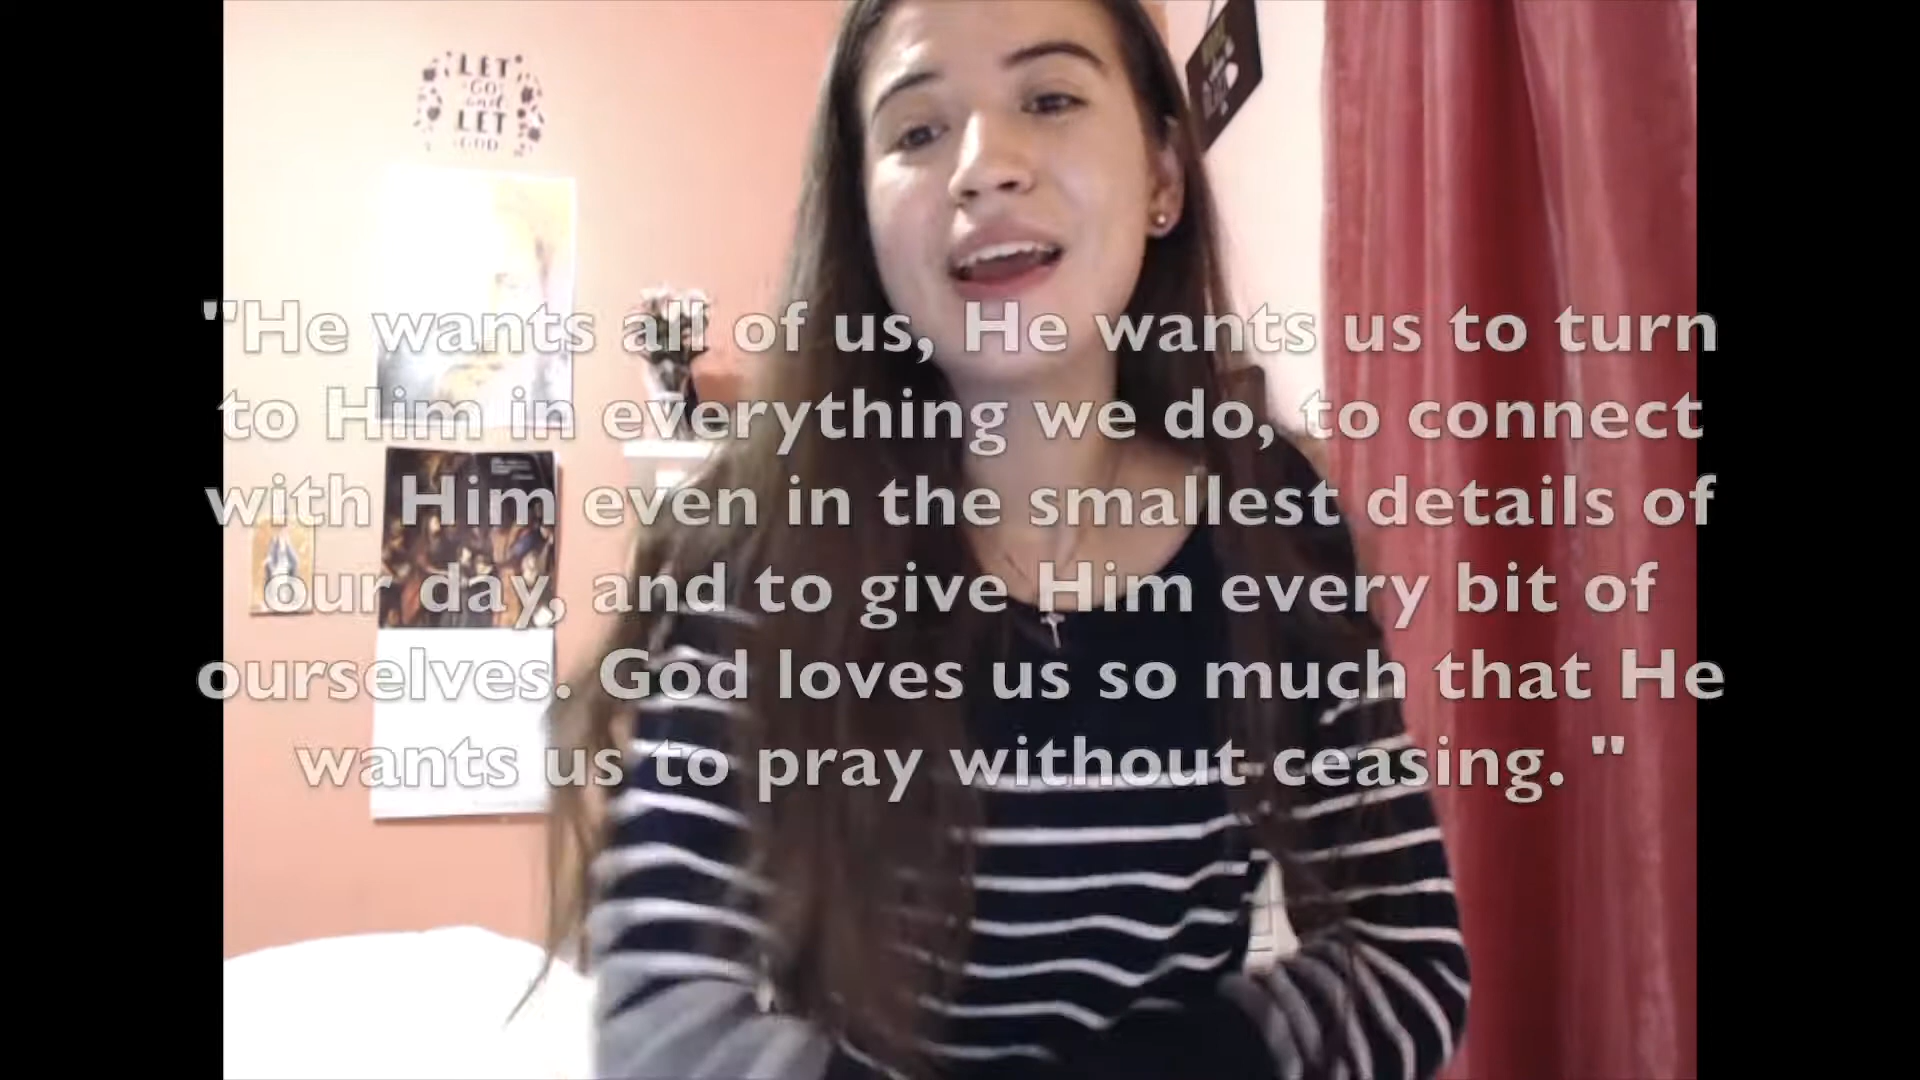 LET
GO
and
LET
GOD
"He wants all of us, He wants us to turn
to Him in everything we do, to connect
with Him even in the smallest details of
our day, and to give Him every bit of
ourselves. God loves us so much that He
wants us to pray without ceasing. "